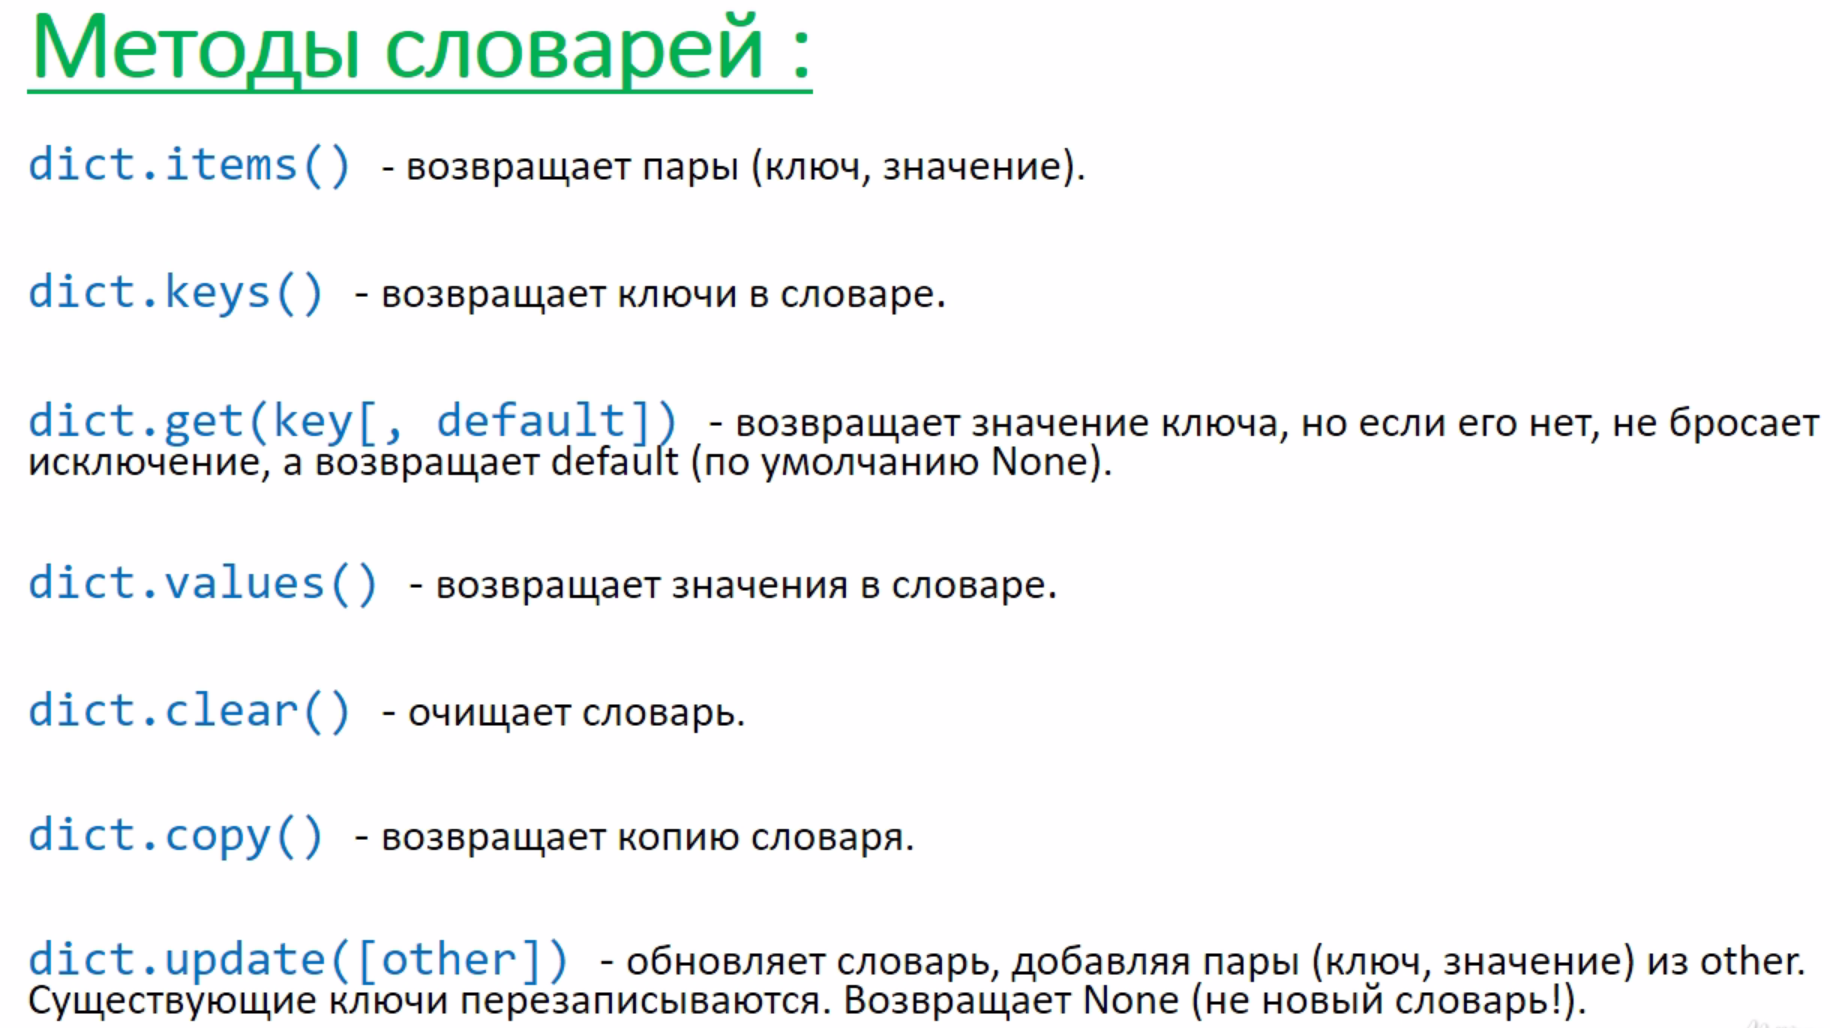 Методы словарей :
dict.items() - возвращает пары (ключ, значение).
dict.keys() - возвращает ключи в словаре.
dict.get(key[, default]) - возвращает значение ключа, но если его нет, не бросает
исключение, а возвращает default (по умолчанию None).
dict.values() - возвращает значения в словаре.
dict.clear() - очищает словарь.
dict.copy() - возвращает копию словаря.
dict.update([other]) - обновляет словарь, добавляя пары (ключ, значение) из other.
Существующие ключи перезаписываются. Возвращает None (не новый словарь!).